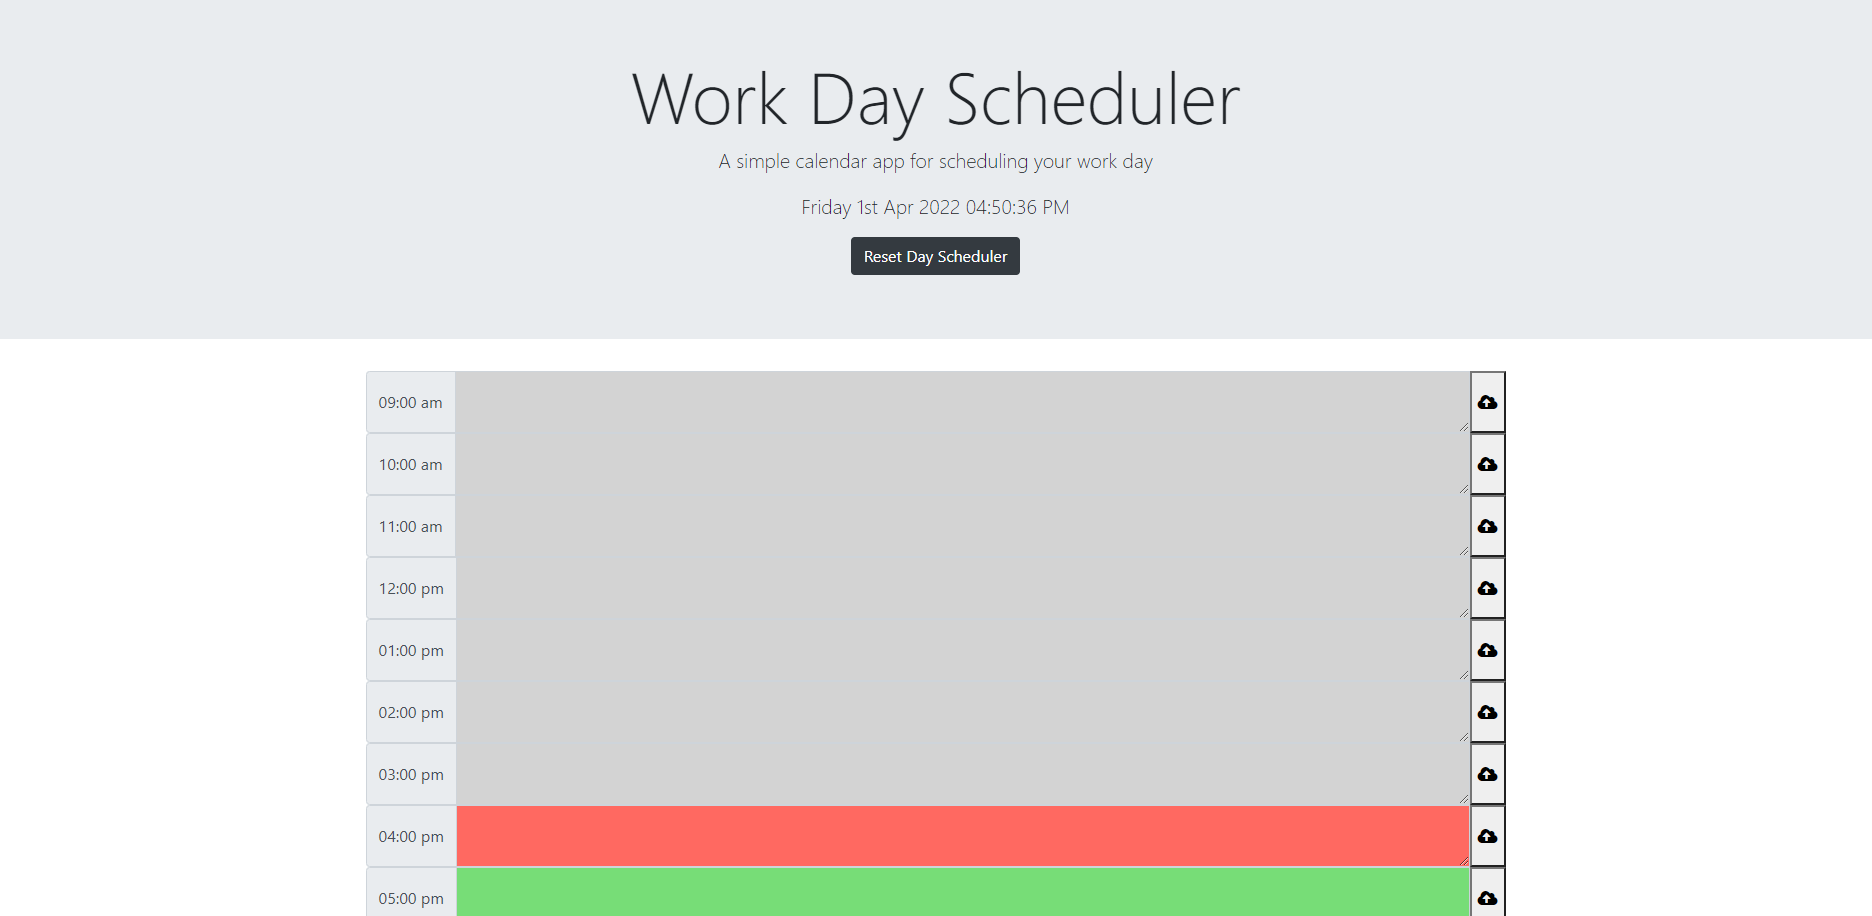 Work Day Scheduler
A simple calendar app for scheduling your work day
Friday 1st Apr 2022 04:50:36 PM
Reset Day Scheduler
09:00 am
10:00 am
11:00 am
12:00 pm
01:00 pm
02:00 pm
03:00 pm
04:00 pm
05:00 pm